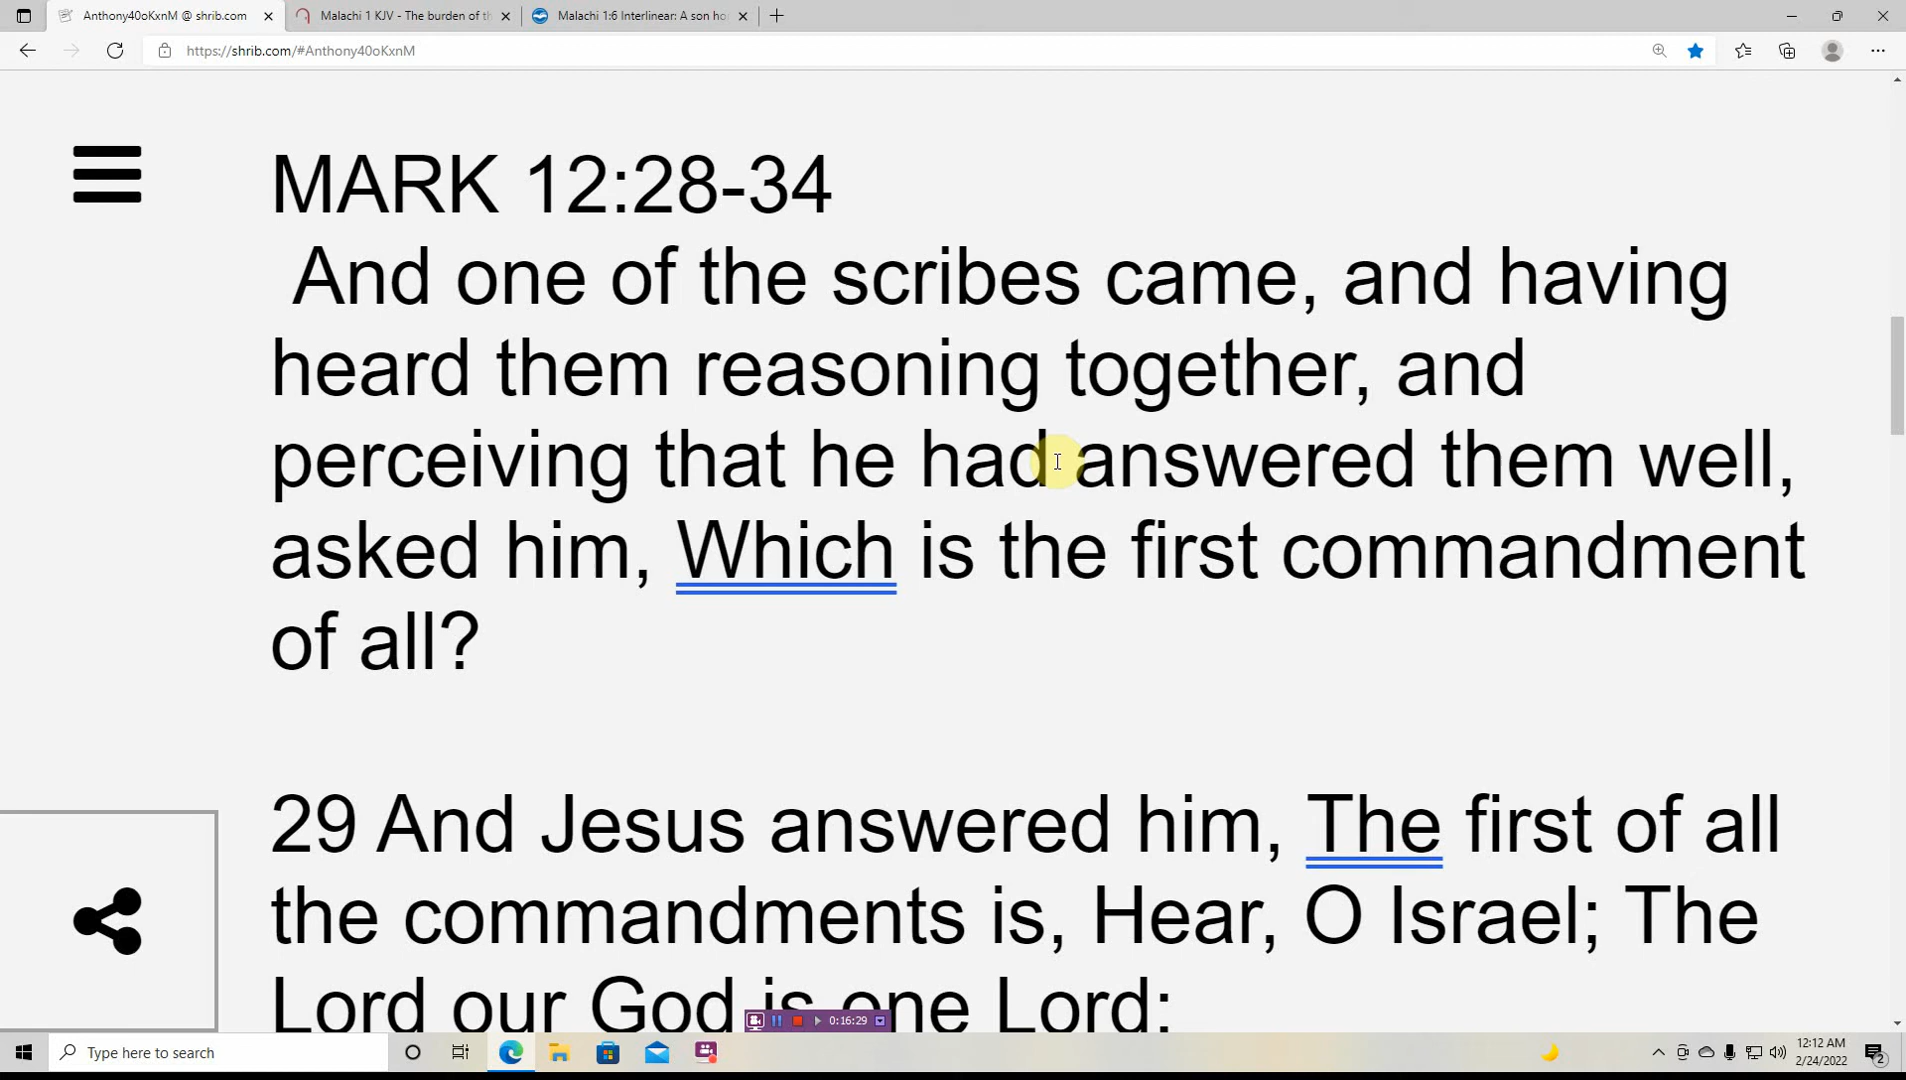 Anthony40oKxnM @ shrib.com
Malachi 1 KJV - The burden of th
Malachi 1:6 Interlinear: A son ho
https://shrib.com/#Anthony40oKxnM
MARK 12:28-34
And one of the scribes came, and having
heard them reasoning together, and
perceiving that he had answered them well,
asked him, Which is the first commandment
of all?
29 And Jesus answered him, The first of all
the commandments is, Hear, O Israel; The
Lord our God is one Lord:
0:16:29
Type here to search
12:12 AM
2/24/2022
2